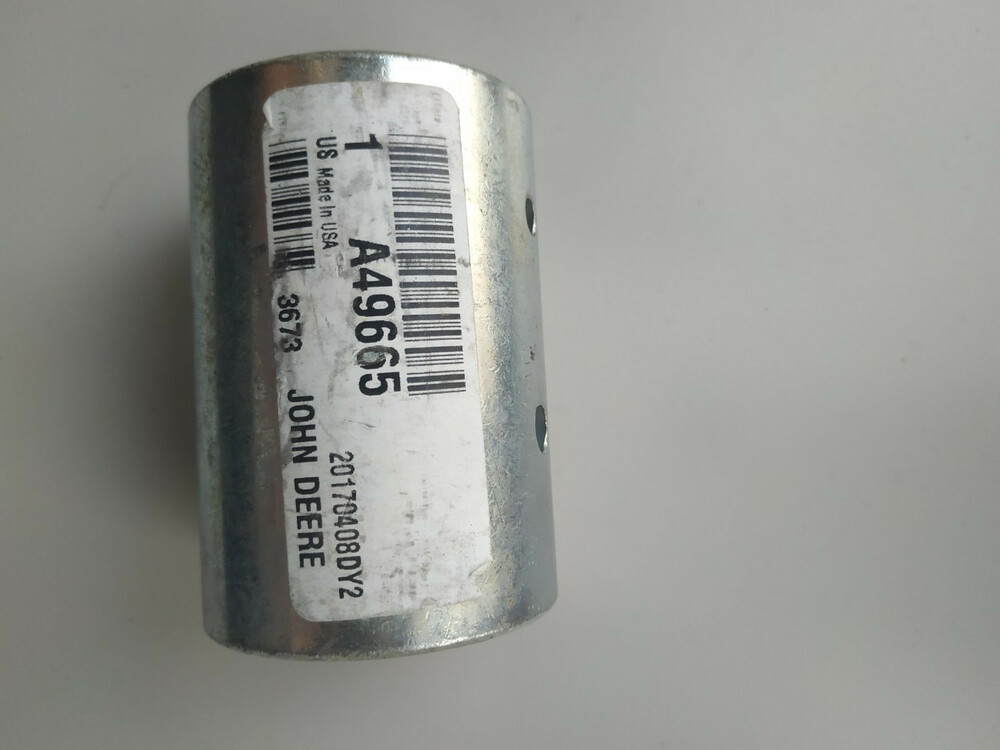 1 A49665
US Made In USA 20170408DY2
3673 JOHN DEERE